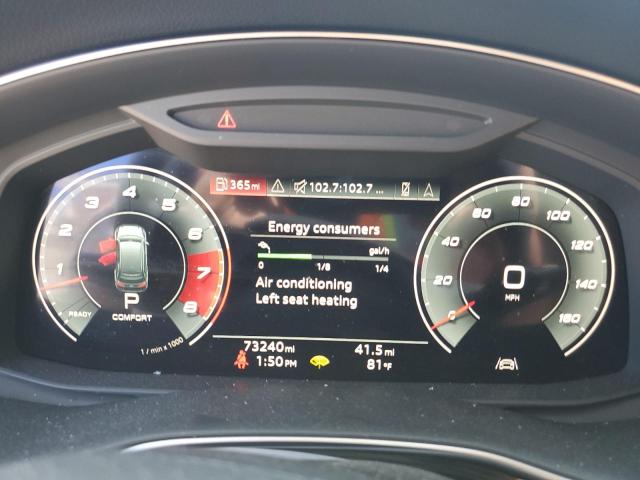 365mi 102.7:102.7 ...
Energy consumers
gal/h
0 1/8 1/4
Air conditioning
Left seat heating
1 2 3 4 5 6 7 8
READY
P
COMFORT
1 / min x 1000
0 20 40 60 80 100 120 140 160
0
MPH
73240mi 41.5mi
1:50PM 81°F